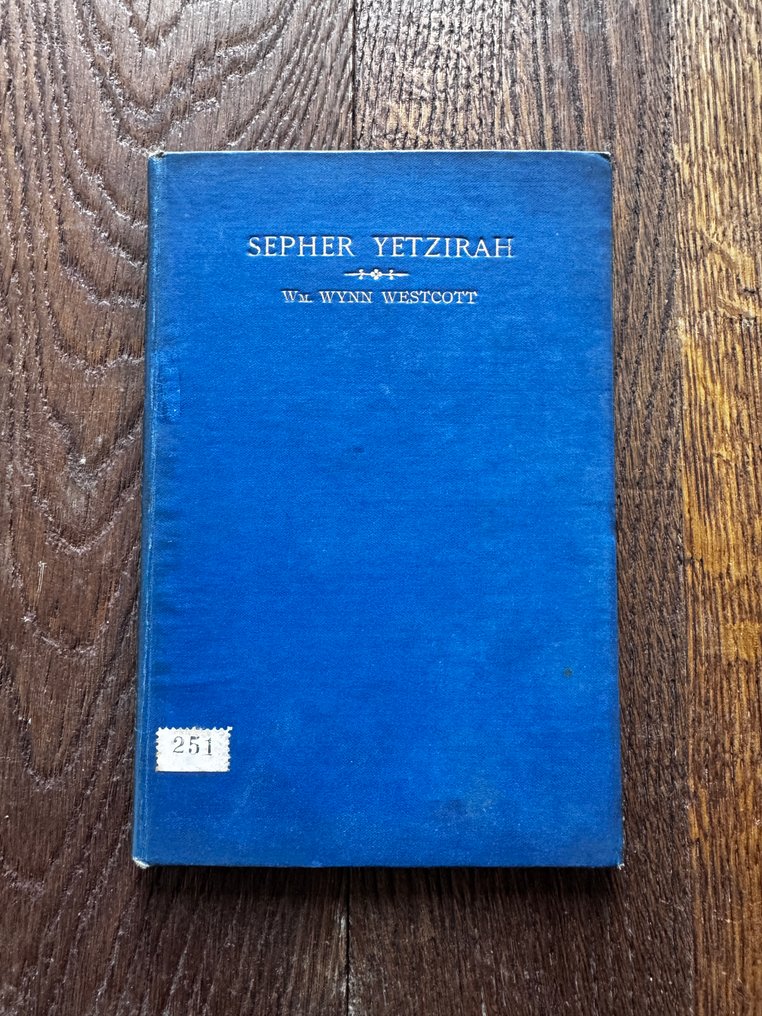 SEPHER YETZIRAH
WM. WYNN WESTCOTT
251